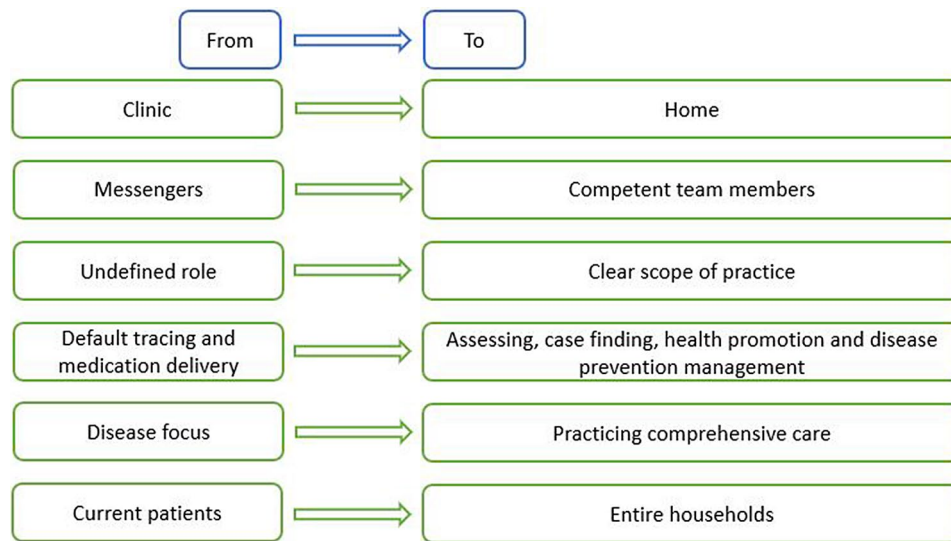 From
To
Clinic
Home
Messengers
Competent team members
Undefined role
Clear scope of practice
Default tracing and
medication delivery
Assessing, case finding, health promotion and disease
prevention management
Disease focus
Practicing comprehensive care
Current patients
Entire households